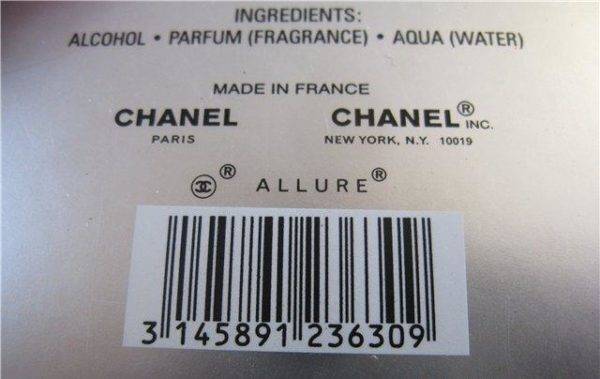 INGREDIENTS:
ALCOHOL • PARFUM (FRAGRANCE) • AQUA (WATER)
MADE IN FRANCE
CHANEL CHANEL® INC.
PARIS NEW YORK, N.Y. 10019
® ALLURE®
3 145891 236309